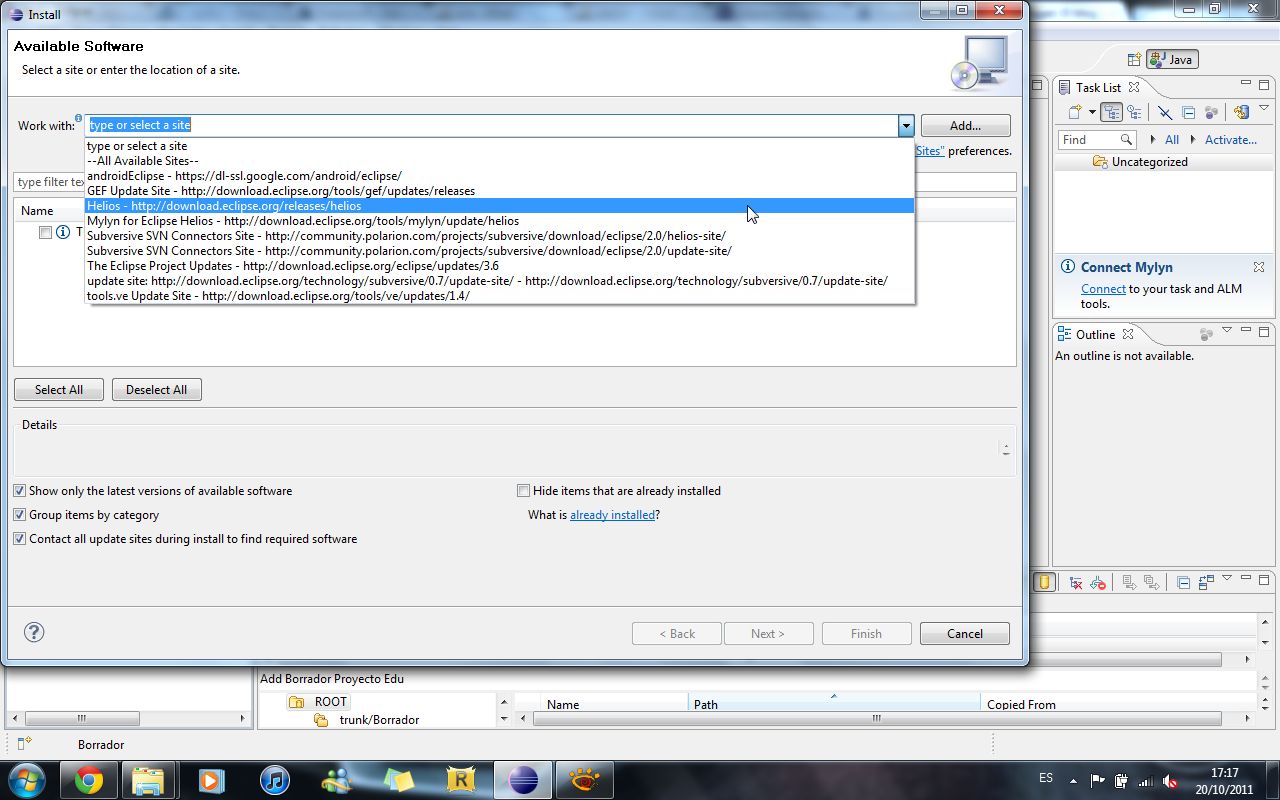 Install
Available Software
Select a site or enter the location of a site.
Work with:
type or select a site
Add...
type or select a site
--All Available Sites--
androidEclipse - https://dl-ssl.google.com/android/eclipse/
GEF Update Site - http://download.eclipse.org/tools/gef/updates/releases
Helios - http://download.eclipse.org/releases/helios
Mylyn for Eclipse Helios - http://download.eclipse.org/tools/mylyn/update/helios
Subversive SVN Connectors Site - http://community.polarion.com/projects/subversive/download/eclipse/2.0/helios-site/
Subversive SVN Connectors Site - http://community.polarion.com/projects/subversive/download/eclipse/2.0/update-site/
The Eclipse Project Updates - http://download.eclipse.org/eclipse/updates/3.6
update site: http://download.eclipse.org/technology/subversive/0.7/update-site/ - http://download.eclipse.org/technology/subversive/0.7/update-site/
tools.ve Update Site - http://download.eclipse.org/tools/ve/updates/1.4/
Sites" preferences.
type filter
Name
Select All
Deselect All
Details
Show only the latest versions of available software
Hide items that are already installed
Group items by category
What is already installed?
Contact all update sites during install to find required software
< Back
Next >
Finish
Cancel
Java
Task List
Find
All
Activate...
Uncategorized
Connect Mylyn
Connect to your task and ALM
tools.
Outline
An outline is not available.
Add Borrador Proyecto Edu
ROOT
trunk/Borrador
Name
Path
Copied From
Borrador
ES
17:17
20/10/2011